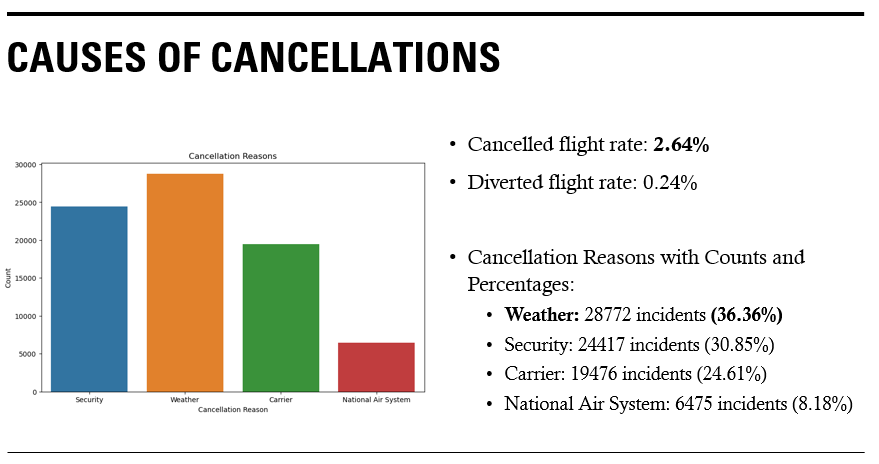 CAUSES OF CANCELLATIONS
Cancellation Reasons
30000
25000
20000
15000
10000
5000
0
Count
Security
Weather
Carrier
National Air System
Cancellation Reason
• Cancelled flight rate: 2.64%
• Diverted flight rate: 0.24%
• Cancellation Reasons with Counts and
Percentages:
• Weather: 28772 incidents (36.36%)
• Security: 24417 incidents (30.85%)
• Carrier: 19476 incidents (24.61%)
• National Air System: 6475 incidents (8.18%)